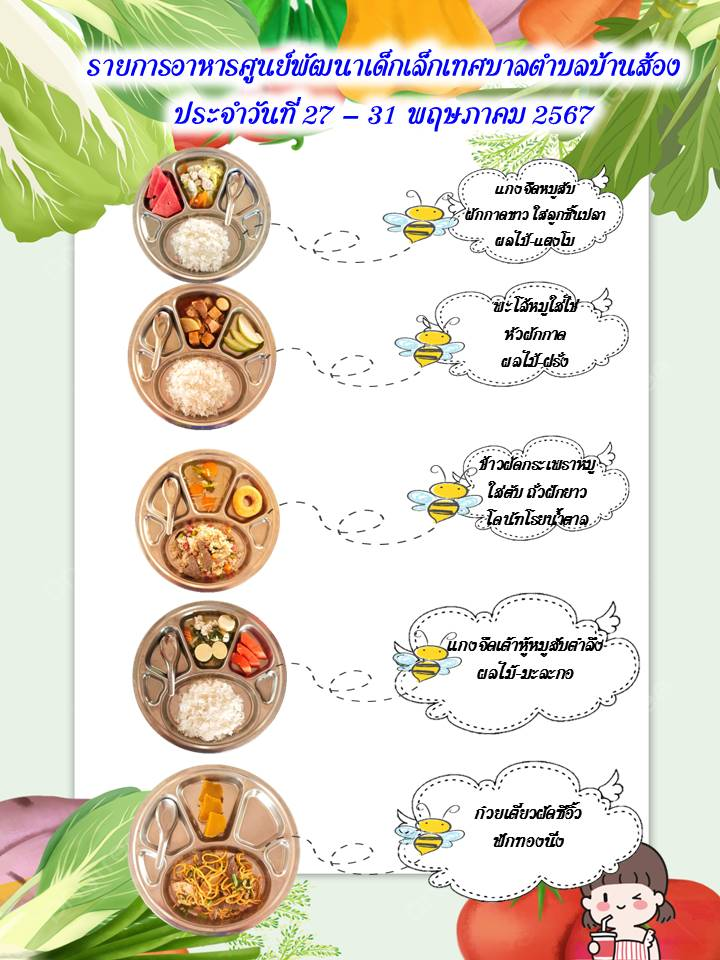 รายการอาหารศูนย์พัฒนาเด็กเล็กเทศบาลตำบลบ้านส้อง
ประจำวันที่ 27 – 31 พฤษภาคม 2567
แกงจืดหมูสับ
ผักกาดขาว ใส่ลูกชิ้นปลา
ผลไม้-แตงโม
พะโล้หมูใส่ไข่
หัวผักกาด
ผลไม้-ฝรั่ง
ข้าวผัดกระเพราหมู
ใส่ตับ ถั่วฝักยาว
โดนัทโรยน้ำตาล
แกงจืดเต้าหู้หมูสับตำลึง
ผลไม้-มะละกอ
ก๋วยเตี๋ยวผัดซีอิ๊ว
ฟักทองนึ่ง